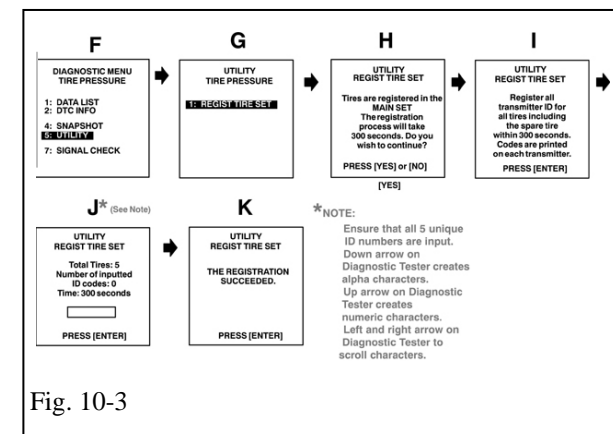 F
DIAGNOSTIC MENU
TIRE PRESSURE
1: DATA LIST
2: DTC INFO
4: SNAPSHOT
5: UTILITY
7: SIGNAL CHECK
G
UTILITY
TIRE PRESSURE
1: REGIST TIRE SET
H
UTILITY
REGIST TIRE SET
Tires are registered in the
MAIN SET
The registration
process will take
300 seconds. Do you
wish to continue?
PRESS [YES] or [NO]
[YES]
I
UTILITY
REGIST TIRE SET
Register all
transmitter ID for
all tires including
the spare tire
within 300 seconds.
Codes are printed
on each transmitter.
PRESS [ENTER]
J* (See Note)
UTILITY
REGIST TIRE SET
Total Tires: 5
Number of inputted
ID codes: 0
Time: 300 seconds
PRESS [ENTER]
K
UTILITY
REGIST TIRE SET
THE REGISTRATION
SUCCEEDED.
*NOTE:
Ensure that all 5 unique
ID numbers are input.
Down arrow on
Diagnostic Tester creates
alpha characters.
Up arrow on Diagnostic
Tester creates
numeric characters.
Left and right arrow on
Diagnostic Tester to
scroll characters.
Fig. 10-3